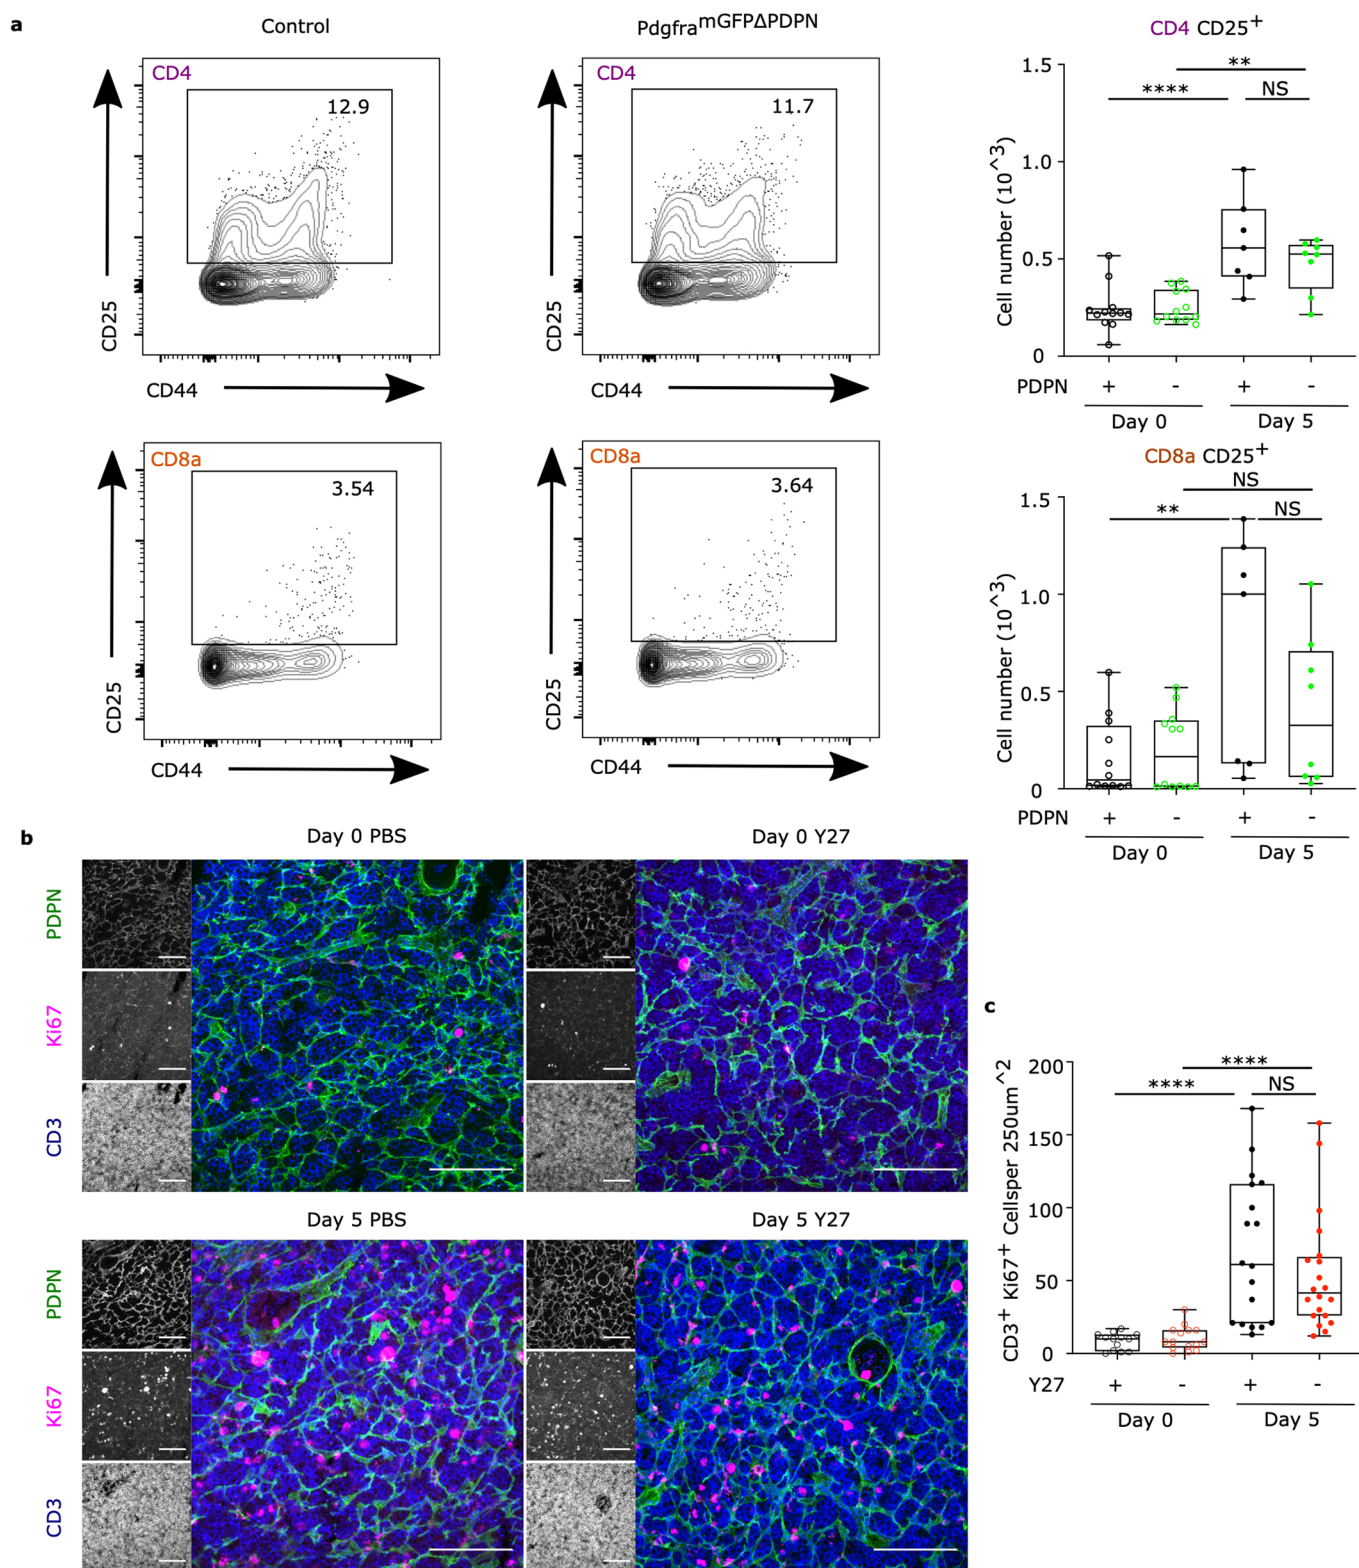 a
Control
Pdgfra^mGFPΔPDPN
CD4 CD25+
CD4
12.9
CD25
CD44
CD4
11.7
CD25
CD44
1.5
1.0
0.5
0
Cell number (10^3)
**
****
NS
PDPN + - + -
Day 0 Day 5
CD8a
3.54
CD25
CD44
CD8a
3.64
CD25
CD44
CD8a CD25+
NS
**
NS
1.5
1.0
0.5
0
Cell number (10^3)
PDPN + - + -
Day 0 Day 5
b
Day 0 PBS
Day 0 Y27
PDPN
Ki67
CD3
Day 5 PBS
Day 5 Y27
PDPN
Ki67
CD3
c
****
****
NS
200
150
100
50
0
CD3+ Ki67+ Cellsper 250um^2
Y27 + - + -
Day 0 Day 5